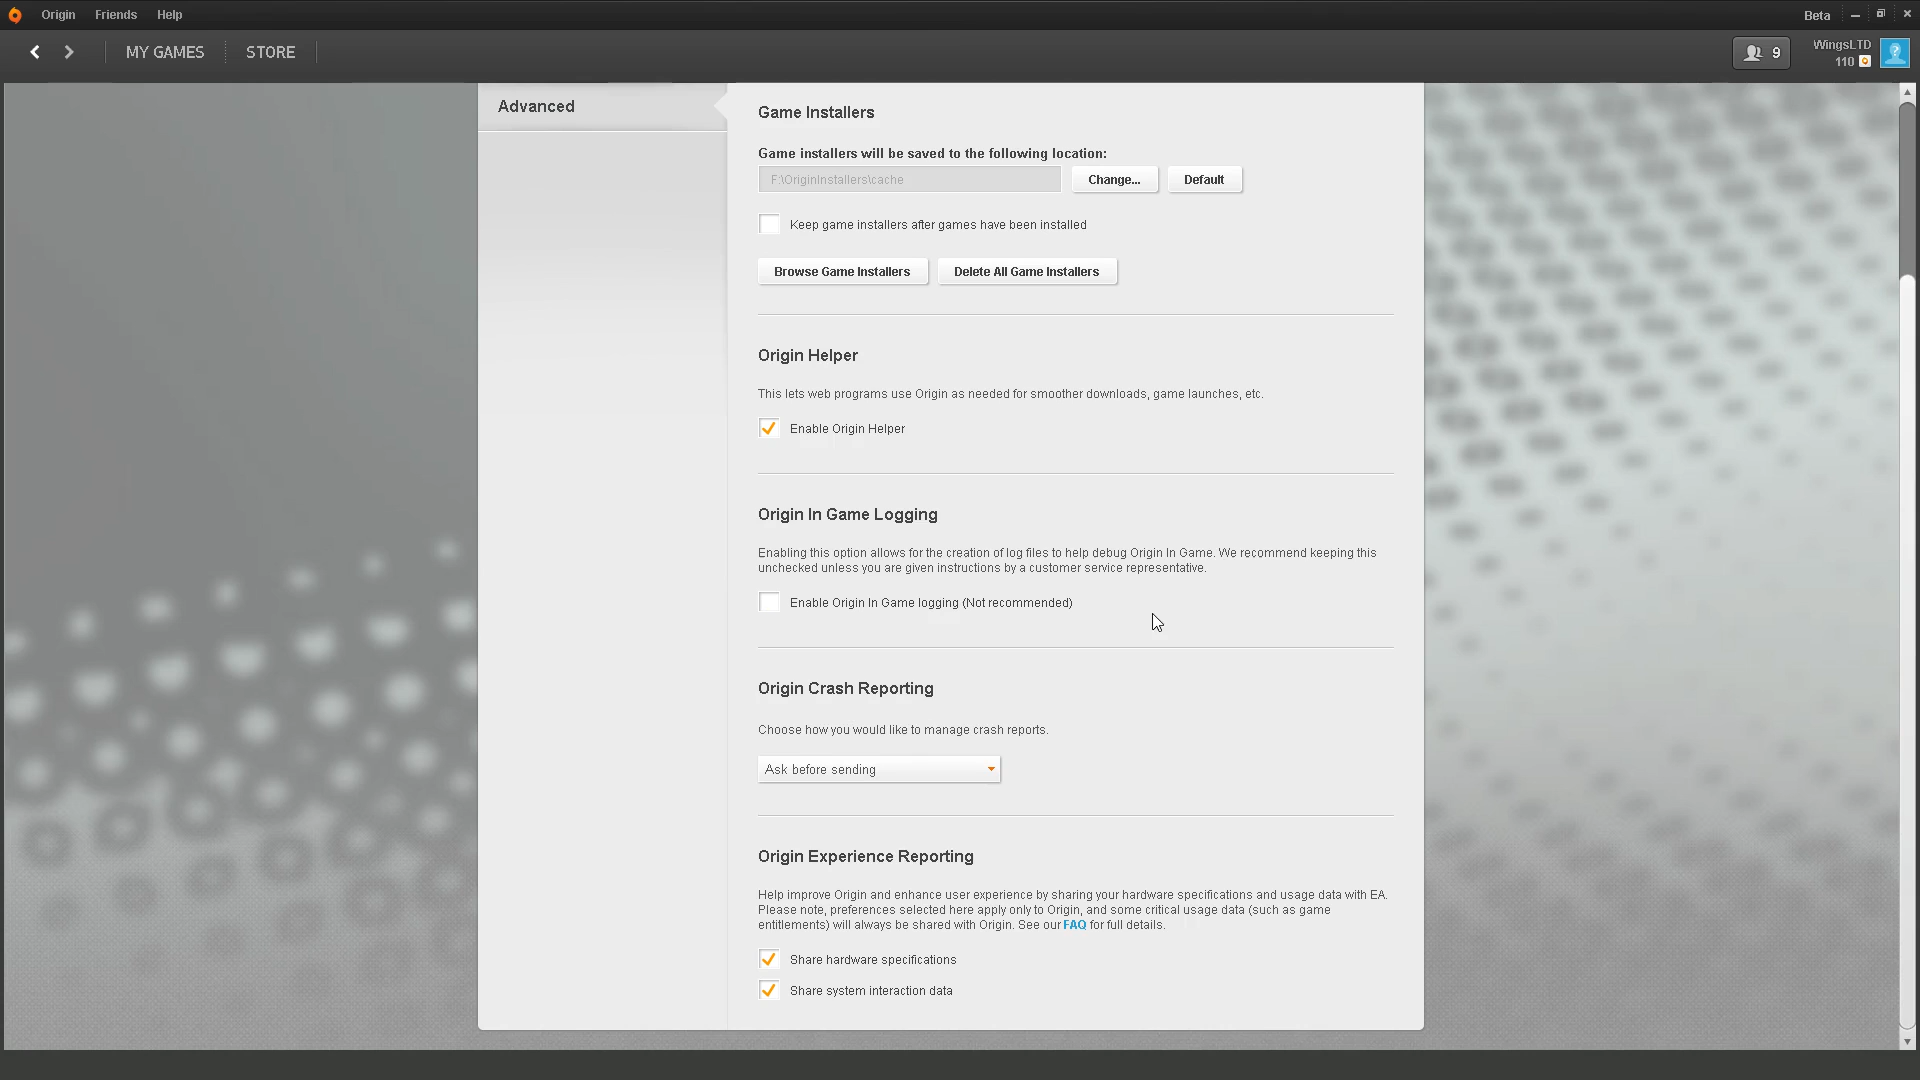 Origin Friends Help Beta
MY GAMES STORE 9 WingsLTD
110
Advanced
Game Installers
Game installers will be saved to the following location:
F:\OriginInstallers\cache Change... Default
Keep game installers after games have been installed
Browse Game Installers Delete All Game Installers
Origin Helper
This lets web programs use Origin as needed for smoother downloads, game launches, etc.
Enable Origin Helper
Origin In Game Logging
Enabling this option allows for the creation of log files to help debug Origin In Game. We recommend keeping this
unchecked unless you are given instructions by a customer service representative.
Enable Origin In Game logging (Not recommended)
Origin Crash Reporting
Choose how you would like to manage crash reports.
Ask before sending
Origin Experience Reporting
Help improve Origin and enhance user experience by sharing your hardware specifications and usage data with EA.
Please note, preferences selected here apply only to Origin, and some critical usage data (such as game
entitlements) will always be shared with Origin. See our FAQ for full details.
Share hardware specifications
Share system interaction data